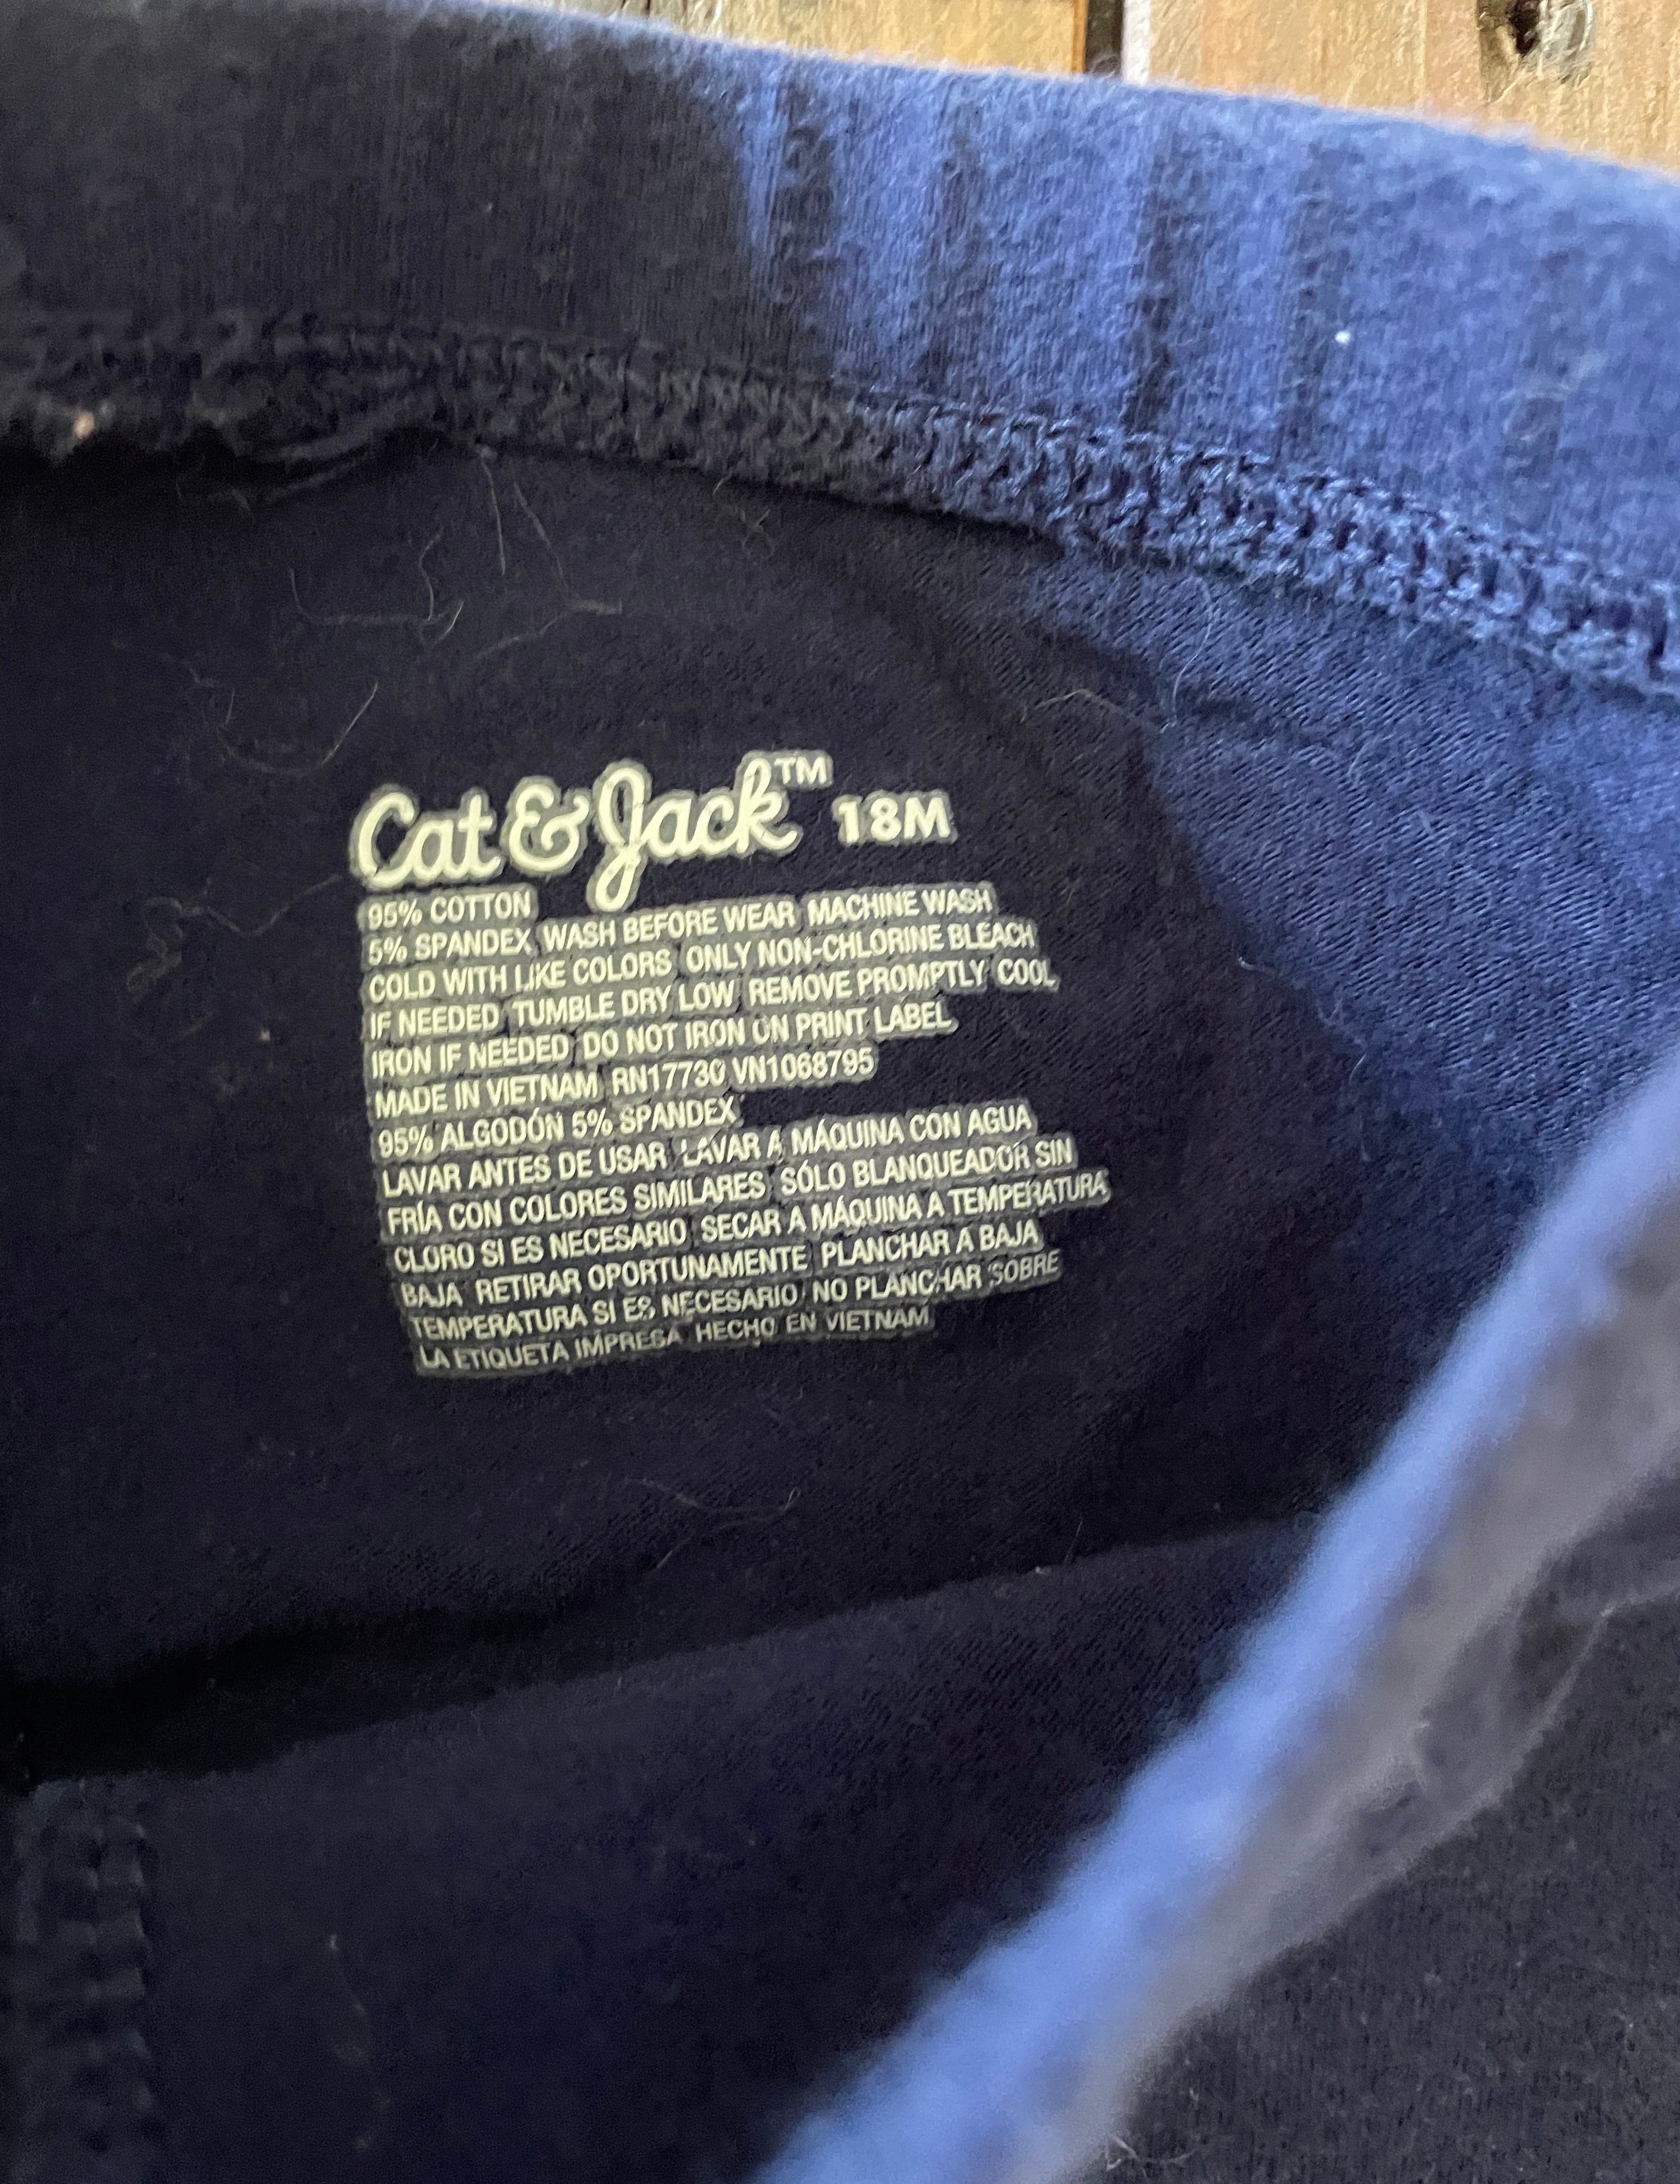 Cat & Jack™ 18M
95% COTTON
5% SPANDEX WASH BEFORE WEAR MACHINE WASH
COLD WITH LIKE COLORS ONLY NON-CHLORINE BLEACH
IF NEEDED TUMBLE DRY LOW REMOVE PROMPTLY COOL
IRON IF NEEDED DO NOT IRON ON PRINT LABEL
MADE IN VIETNAM RN17730 VN1068795
95% ALGODÓN 5% SPANDEX
LAVAR ANTES DE USAR LAVAR A MÁQUINA CON AGUA
FRÍA CON COLORES SIMILARES SÓLO BLANQUEADOR SIN
CLORO SI ES NECESARIO SECAR A MÁQUINA A TEMPERATURA
BAJA RETIRAR OPORTUNAMENTE PLANCHAR A BAJA
TEMPERATURA SI ES NECESARIO NO PLANCHAR SOBRE
LA ETIQUETA IMPRESA HECHO EN VIETNAM